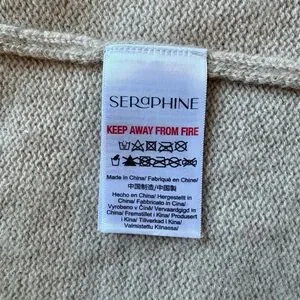 SERaPHINE
KEEP AWAY FROM FIRE
Made in China/ Fabriqué en Chine/
中国制造/中国製
Hecho en China/ Hergestellt in
China/ Fabbricato in Cina/
Vyrobeno v Číně/ Vervaardigd in
China/ Fremstillet i Kina/ Produsert
i Kina/ Tillverkad i Kina/
Valmistettu Kiinassa/